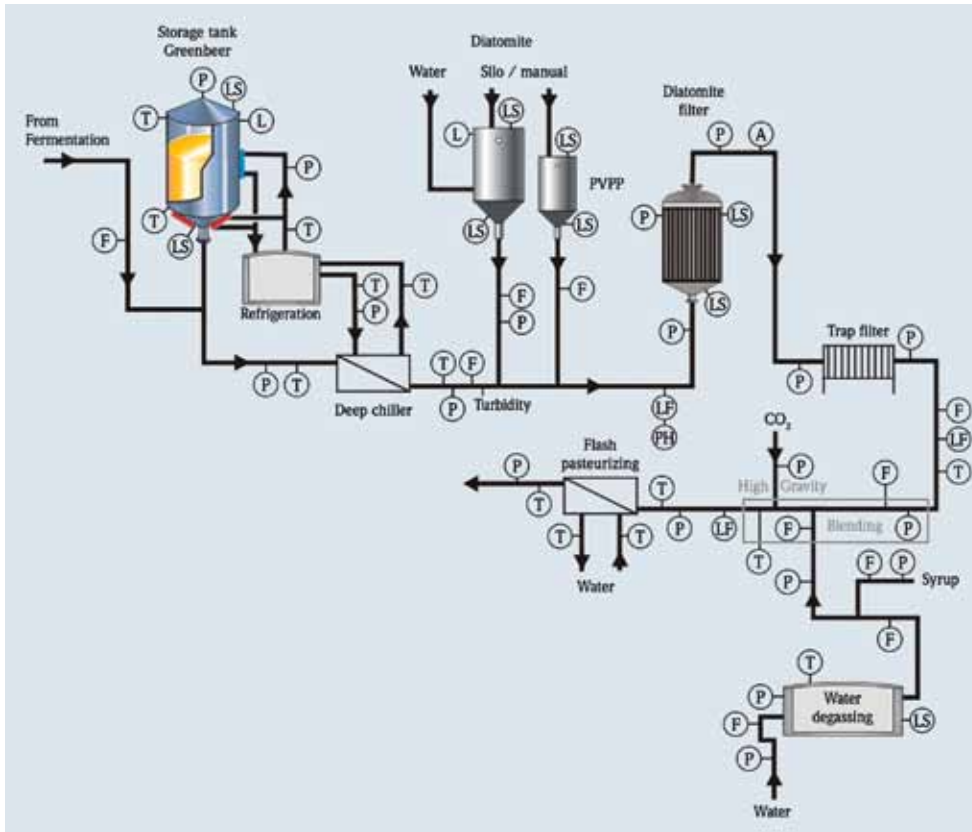 Storage tank
Greenbeer
Diatomite
Water
Silo / manual
Diatomite
filter
P
LS
T
L
From
Fermentation
P
T
LS
T
F
Refrigeration
L
LS
LS
LS
PVPP
LS
F
P
F
P
A
P
LS
LS
P
T
P
T
P
T
Deep chiller
T
F
P
Turbidity
LF
PH
Trap filter
P
P
F
LF
T
CO₂
P
Flash
pasteurizing
P
T
T
T
Water
T
P
LF
High Gravity
F
F
Blending
P
T
P
F
P
Syrup
F
T
P
Water
degassing
F
LS
P
Water